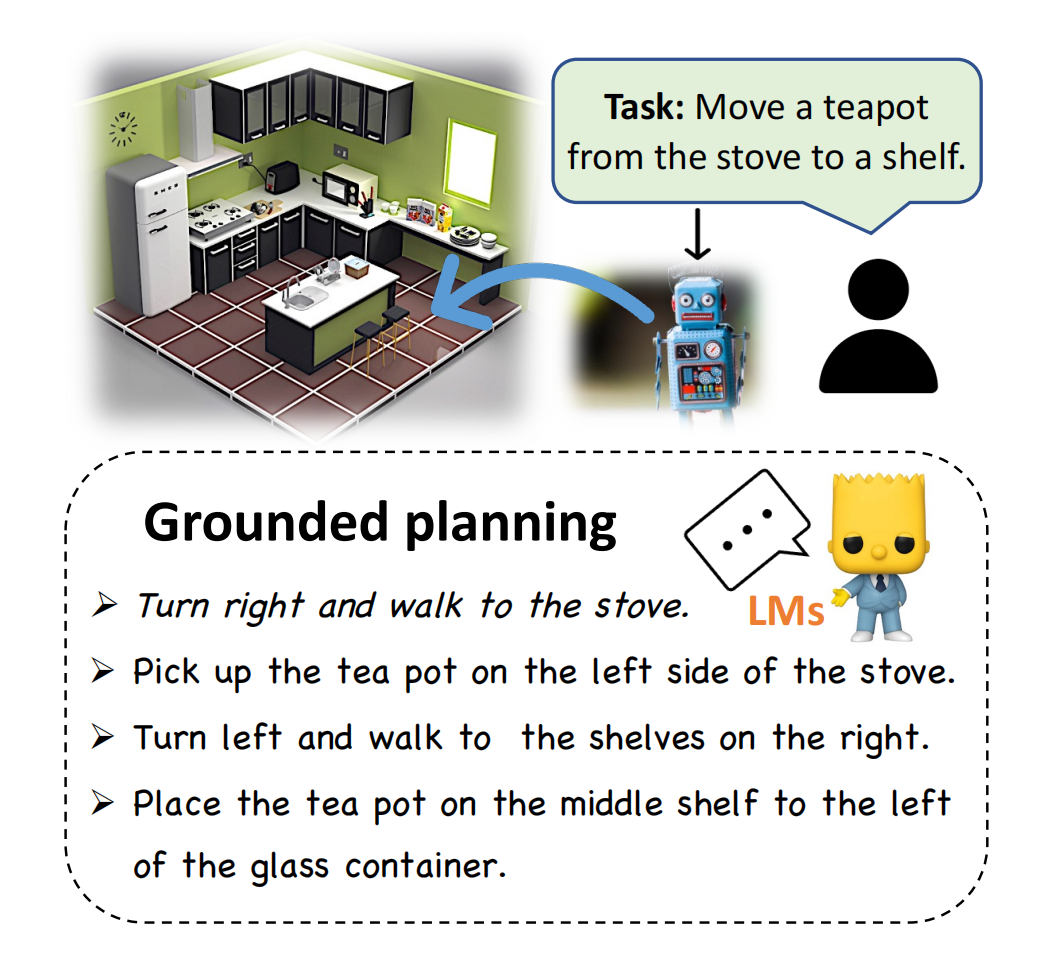 Task: Move a teapot
from the stove to a shelf.
SMEG
Grounded planning
LMs
➢ Turn right and walk to the stove.
➢ Pick up the tea pot on the left side of the stove.
➢ Turn left and walk to the shelves on the right.
➢ Place the tea pot on the middle shelf to the left
of the glass container.